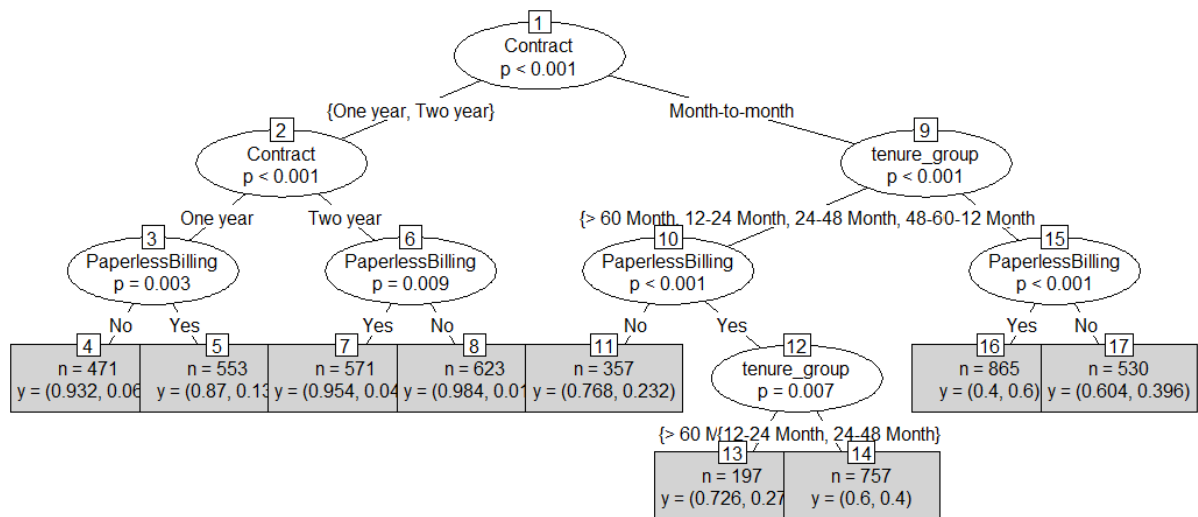 1
Contract
p < 0.001
{One year, Two year}
Month-to-month
2
Contract
p < 0.001
9
tenure_group
p < 0.001
One year
Two year
{> 60 Month, 12-24 Month, 24-48 Month, 48-60-12 Month
3
PaperlessBilling
p = 0.003
6
PaperlessBilling
p = 0.009
10
PaperlessBilling
p < 0.001
15
PaperlessBilling
p < 0.001
No
Yes
Yes
No
No
Yes
Yes
No
4
n = 471
y = (0.932, 0.06
5
n = 553
y = (0.87, 0.13
7
n = 571
y = (0.954, 0.04
8
n = 623
y = (0.984, 0.01
11
n = 357
y = (0.768, 0.232)
12
tenure_group
p = 0.007
16
n = 865
y = (0.4, 0.6)
17
n = 530
y = (0.604, 0.396)
{> 60 M
{12-24 Month, 24-48 Month}
13
n = 197
y = (0.726, 0.27
14
n = 757
y = (0.6, 0.4)